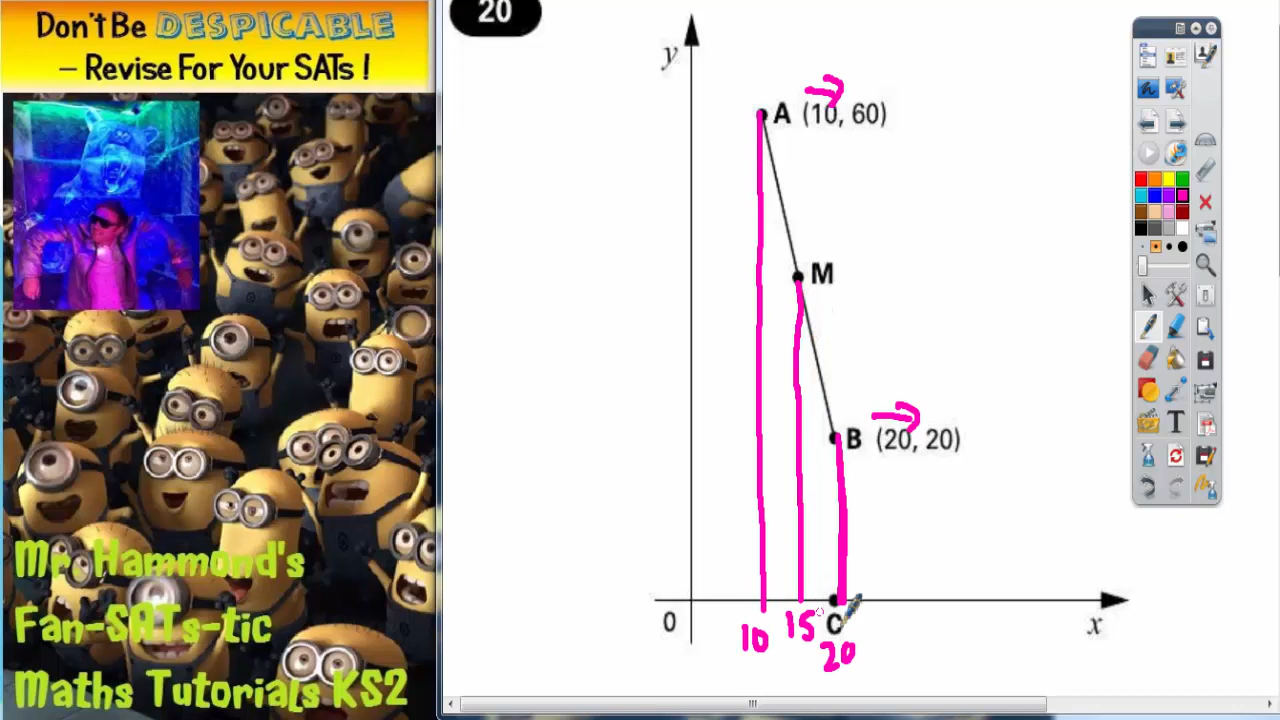 Don't Be DESPICABLE
– Revise For Your SATs !
Mr. Hammond's
Fan-SATs-tic
Maths Tutorials KS2
20
y
A (10, 60)
M
B (20, 20)
0
10
15
C
20
x
T